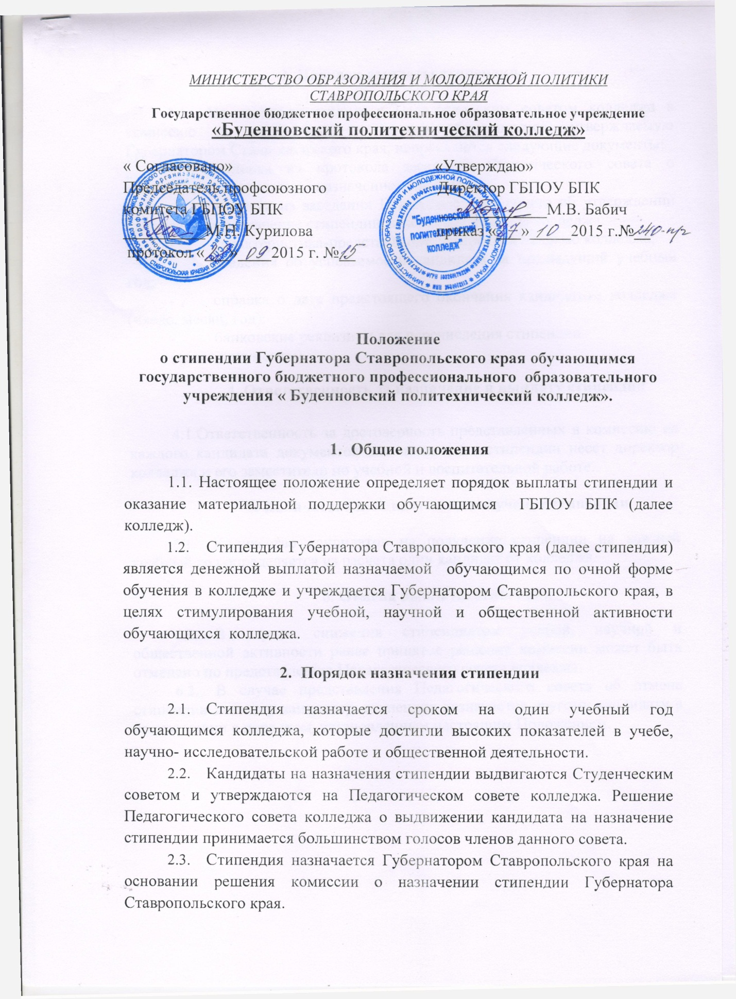 МИНИСТЕРСТВО ОБРАЗОВАНИЯ И МОЛОДЕЖНОЙ ПОЛИТИКИ
СТАВРОПОЛЬСКОГО КРАЯ
Государственное бюджетное профессиональное образовательное учреждение
«Буденновский политехнический колледж»
« Согласовано» «Утверждаю»
Председатель профсоюзного Директор ГБПОУ БПК
комитета ГБПОУ БПК М.В. Бабич
М.Н. Курилова приказ « 27 » 10 2015 г.№ 240-пр
протокол « » 09 2015 г. № 15
"Буденновский
политехнический
колледж"
Положение
о стипендии Губернатора Ставропольского края обучающимся
государственного бюджетного профессионального образовательного
учреждения « Буденновский политехнический колледж».
1. Общие положения
1.1. Настоящее положение определяет порядок выплаты стипендии и
оказание материальной поддержки обучающимся ГБПОУ БПК (далее
колледж).
1.2. Стипендия Губернатора Ставропольского края (далее стипендия)
является денежной выплатой назначаемой обучающимся по очной форме
обучения в колледже и учреждается Губернатором Ставропольского края, в
целях стимулирования учебной, научной и общественной активности
обучающихся колледжа.
2. Порядок назначения стипендии
2.1. Стипендия назначается сроком на один учебный год
обучающимся колледжа, которые достигли высоких показателей в учебе,
научно- исследовательской работе и общественной деятельности.
2.2. Кандидаты на назначения стипендии выдвигаются Студенческим
советом и утверждаются на Педагогическом совете колледжа. Решение
Педагогического совета колледжа о выдвижении кандидата на назначение
стипендии принимается большинством голосов членов данного совета.
2.3. Стипендия назначается Губернатором Ставропольского края на
основании решения комиссии о назначении стипендии Губернатора
Ставропольского края.